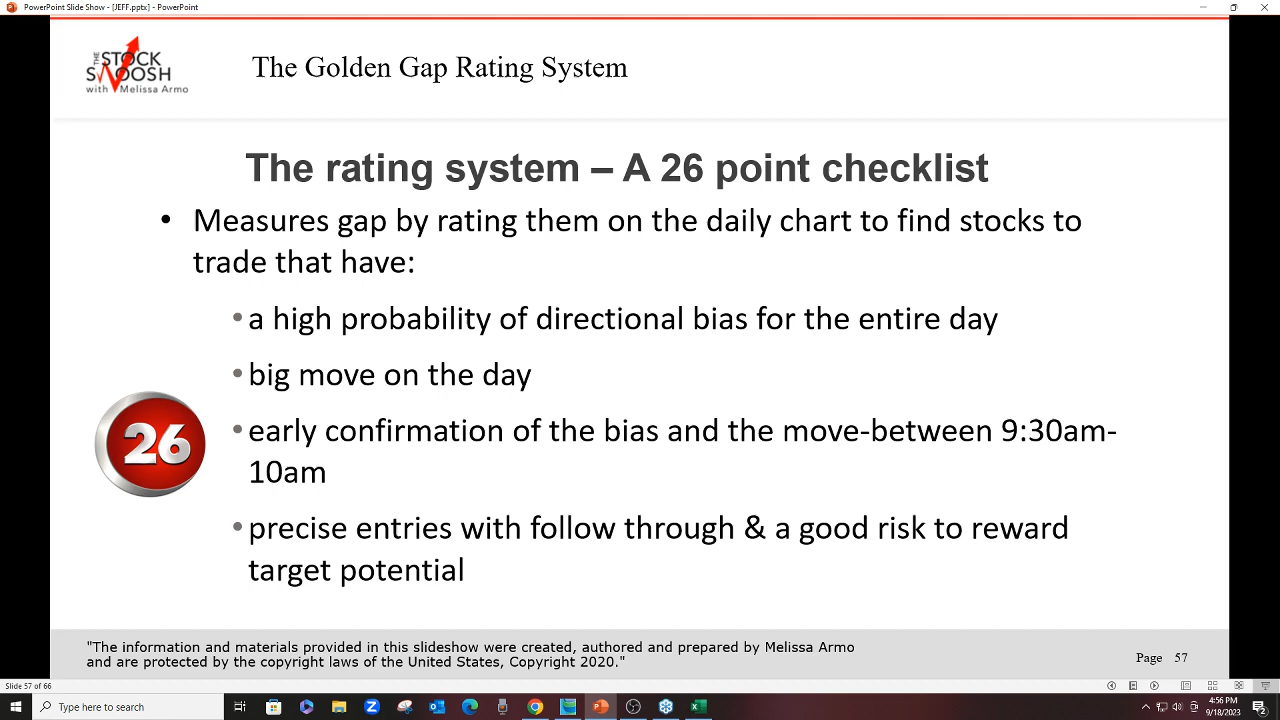 PowerPoint Slide Show - [JEFF.pptx] - PowerPoint
THE
STOCK
SWOOSH
with Melissa Armo
The Golden Gap Rating System
The rating system – A 26 point checklist
• Measures gap by rating them on the daily chart to find stocks to
trade that have:
• a high probability of directional bias for the entire day
• big move on the day
• early confirmation of the bias and the move-between 9:30am-
10am
26
• precise entries with follow through & a good risk to reward
target potential
"The information and materials provided in this slideshow were created, authored and prepared by Melissa Armo
and are protected by the copyright laws of the United States, Copyright 2020."
Page 57
Slide 57 of 66
Type here to search
4:56 PM
9/18/2023